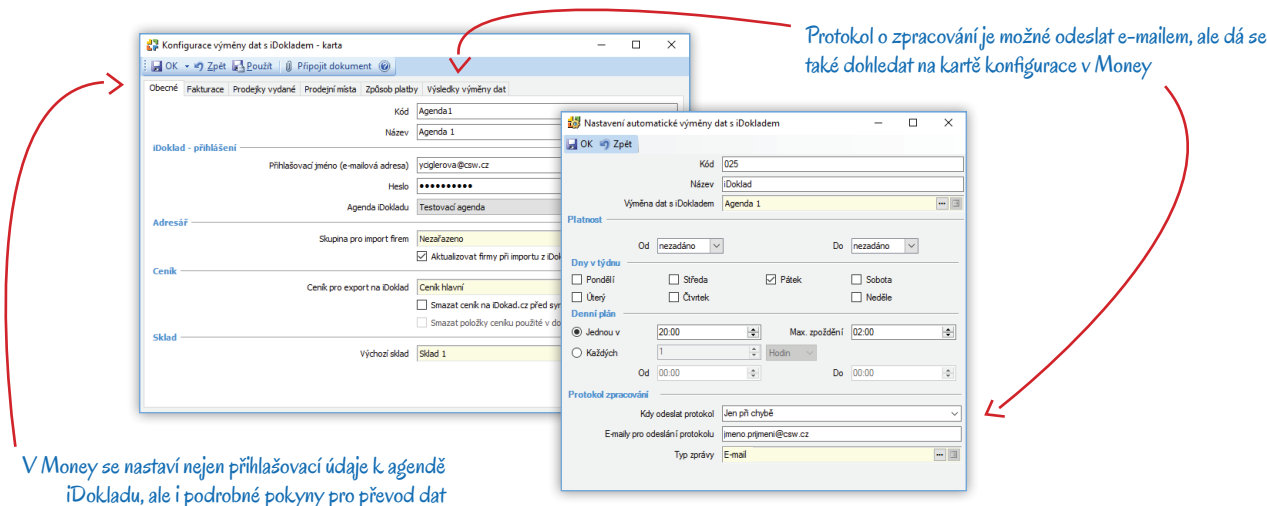 Protokol o zpracování je možné odeslat e-mailem, ale dá se
také dohledat na kartě konfigurace v Money
Konfigurace výměny dat s iDokladem - karta
OK Zpět Použít Připojit dokument
Obecné Fakturace Prodejky vydané Prodejní místa Způsob platby Výsledky výměny dat
Kód Agenda1
Název Agenda 1
iDoklad - přihlášení
Přihlašovací jméno (e-mailová adresa) yciglerova@csw.cz
Heslo ●●●●●●●●●●
Agenda iDokladu Testovací agenda
Adresář
Skupina pro import firem Nezařazeno
Aktualizovat firmy při importu z iDok
Ceník
Ceník pro export na iDoklad Ceník hlavní
Smazat ceník na iDokad.cz před syn
Smazat položky ceníku použité v do
Sklad
Výchozí sklad Sklad 1
Nastavení automatické výměny dat s iDokladem
OK Zpět
Kód 025
Název iDoklad
Výměna dat s iDokladem Agenda 1
Platnost
Od nezadáno Do nezadáno
Dny v týdnu
Pondělí Středa Pátek Sobota
Úterý Čtvrtek Neděle
Denní plán
Jednou v 20:00 Max. zpoždění 02:00
Každých 1 Hodin
Od 00:00 Do 00:00
Protokol zpracování
Kdy odeslat protokol Jen při chybě
E-maily pro odeslání protokolu jmeno.prijmeni@csw.cz
Typ zprávy E-mail
V Money se nastaví nejen přihlašovací údaje k agendě
iDokladu, ale i podrobné pokyny pro převod dat